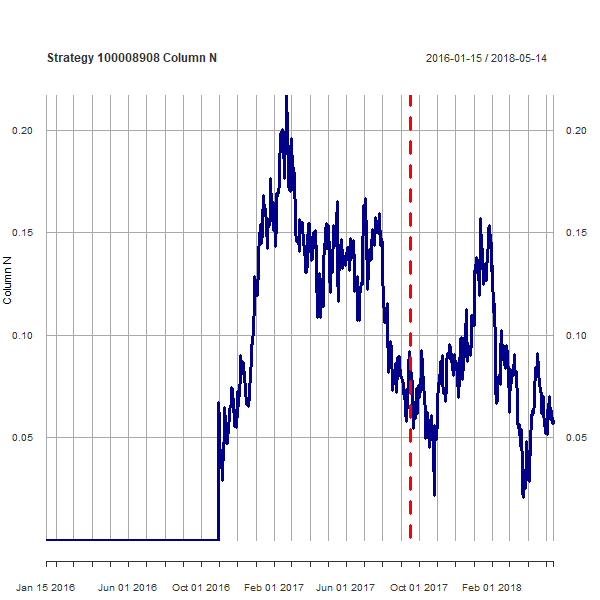 Strategy 100008908 Column N 2016-01-15 / 2018-05-14
0.20 0.20
0.15 0.15
0.10 0.10
0.05 0.05
Column N
Jan 15 2016 Jun 01 2016 Oct 01 2016 Feb 01 2017 Jun 01 2017 Oct 01 2017 Feb 01 2018